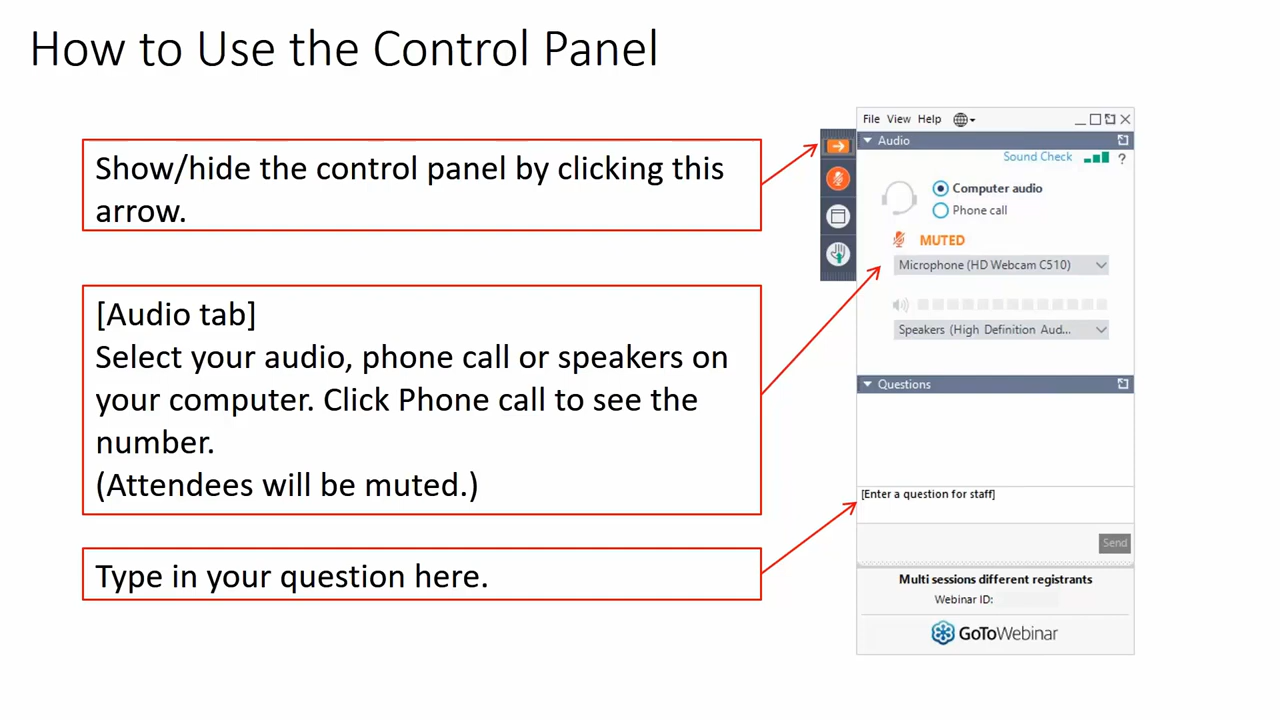 How to Use the Control Panel
Show/hide the control panel by clicking this
arrow.
[Audio tab]
Select your audio, phone call or speakers on
your computer. Click Phone call to see the
number.
(Attendees will be muted.)
Type in your question here.
File View Help
Audio
Sound Check ?
Computer audio
Phone call
MUTED
Microphone (HD Webcam C510)
Speakers (High Definition Aud...
Questions
[Enter a question for staff]
Send
Multi sessions different registrants
Webinar ID:
GoToWebinar